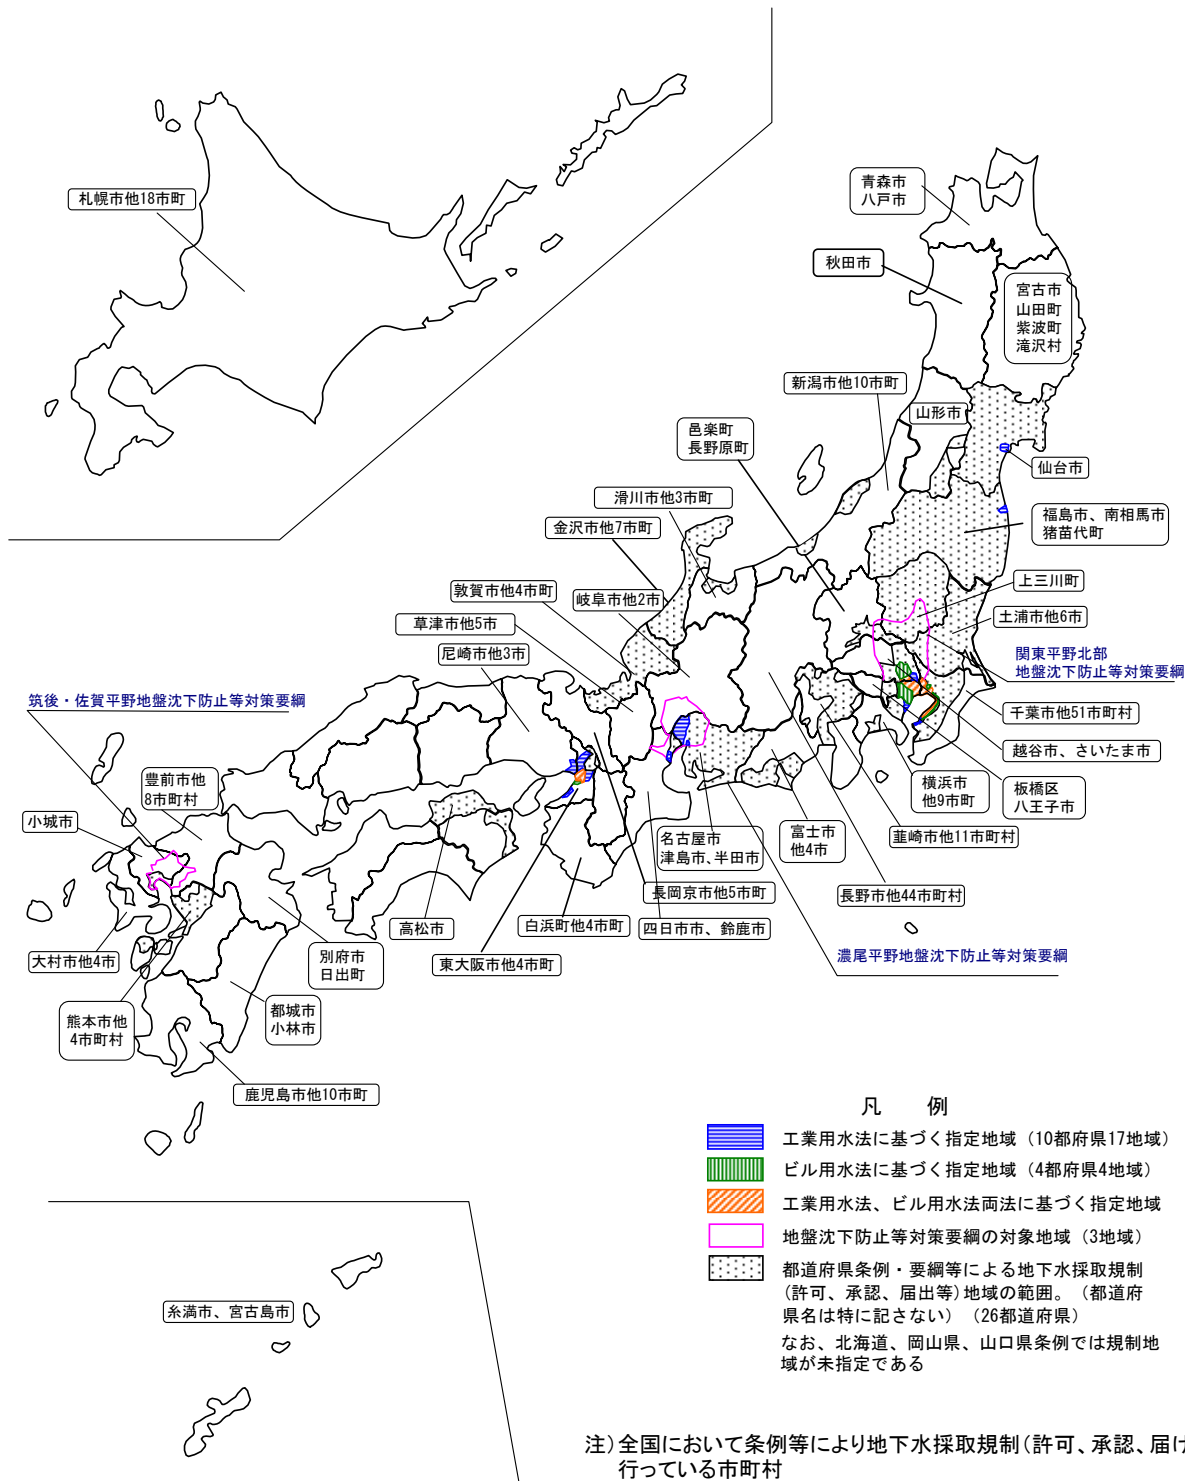 札幌市他18市町
青森市
八戸市
秋田市
宮古市
山田町
紫波町
滝沢村
新潟市他10市町
山形市
邑楽町
長野原町
仙台市
滑川市他3市町
金沢市他7市町
福島市、南相馬市
猪苗代町
敦賀市他4市町
岐阜市他2市
上三川町
草津市他5市
土浦市他6市
尼崎市他3市
関東平野北部
地盤沈下防止等対策要綱
筑後・佐賀平野地盤沈下防止等対策要綱
千葉市他51市町村
越谷市、さいたま市
豊前市他
8市町村
横浜市
他9市町
板橋区
八王子市
小城市
名古屋市
津島市、半田市
富士市
他4市
韮崎市他11市町村
長岡京市他5市町
長野市他44市町村
高松市
白浜町他4市町
四日市市、鈴鹿市
大村市他4市
別府市
日出町
東大阪市他4市町
濃尾平野地盤沈下防止等対策要綱
熊本市他
4市町村
都城市
小林市
鹿児島市他10市町
凡　例
工業用水法に基づく指定地域（10都府県17地域）
ビル用水法に基づく指定地域（4都府県4地域）
工業用水法、ビル用水法両法に基づく指定地域
地盤沈下防止等対策要綱の対象地域（3地域）
都道府県条例・要綱等による地下水採取規制
(許可、承認、届出等)地域の範囲。（都道府
県名は特に記さない）（26都道府県）
なお、北海道、岡山県、山口県条例では規制地
域が未指定である
糸満市、宮古島市
注）全国において条例等により地下水採取規制（許可、承認、届け
行っている市町村